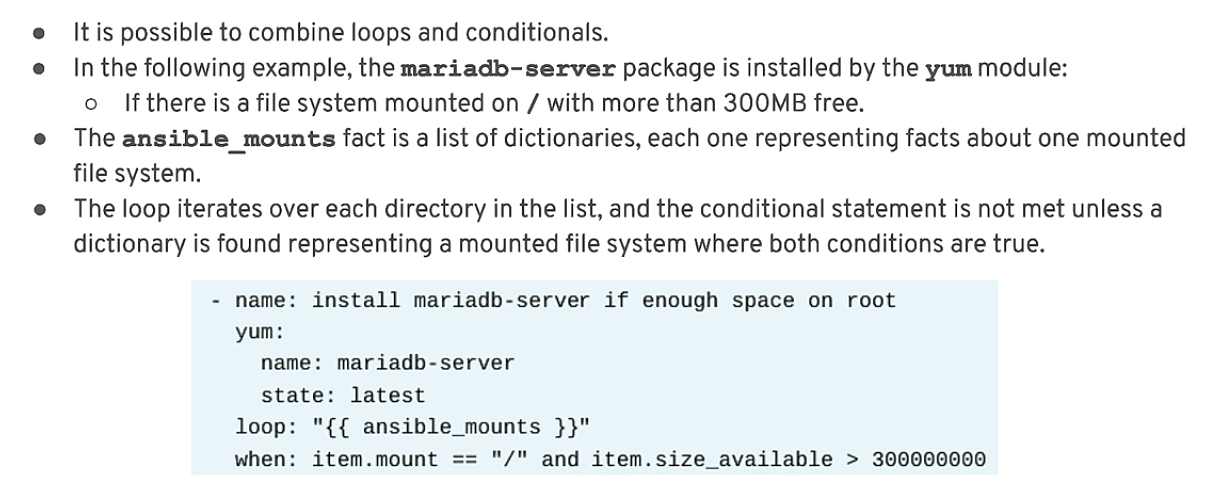 ● It is possible to combine loops and conditionals.
● In the following example, the mariadb-server package is installed by the yum module:
○ If there is a file system mounted on / with more than 300MB free.
● The ansible_mounts fact is a list of dictionaries, each one representing facts about one mounted
file system.
● The loop iterates over each directory in the list, and the conditional statement is not met unless a
dictionary is found representing a mounted file system where both conditions are true.
- name: install mariadb-server if enough space on root
  yum:
    name: mariadb-server
    state: latest
  loop: "{{ ansible_mounts }}"
  when: item.mount == "/" and item.size_available > 300000000